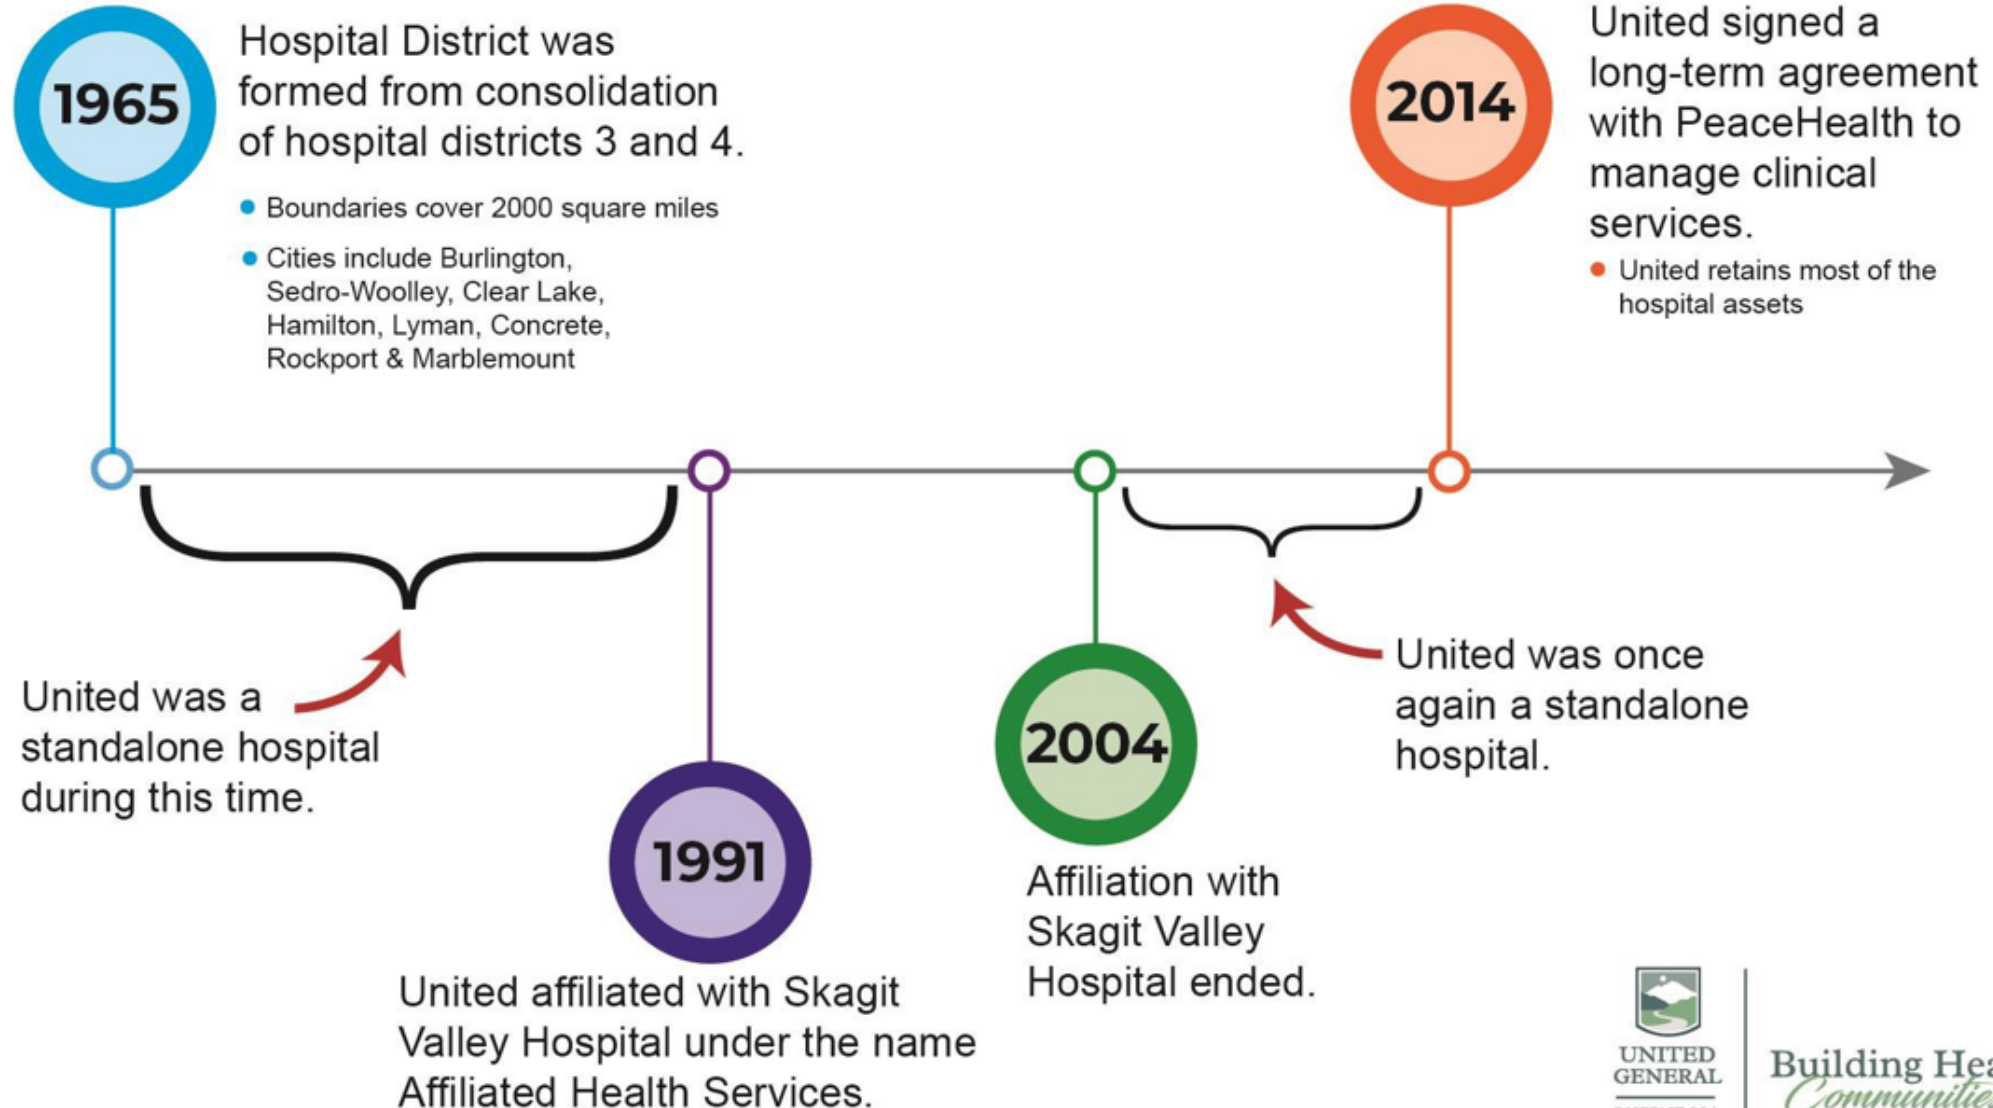 1965
Hospital District was
formed from consolidation
of hospital districts 3 and 4.
Boundaries cover 2000 square miles
Cities include Burlington,
Sedro-Woolley, Clear Lake,
Hamilton, Lyman, Concrete,
Rockport & Marblemount
2014
United signed a
long-term agreement
with PeaceHealth to
manage clinical
services.
United retains most of the
hospital assets
United was a
standalone hospital
during this time.
1991
United affiliated with Skagit
Valley Hospital under the name
Affiliated Health Services.
2004
Affiliation with
Skagit Valley
Hospital ended.
United was once
again a standalone
hospital.
UNITED
GENERAL
Building